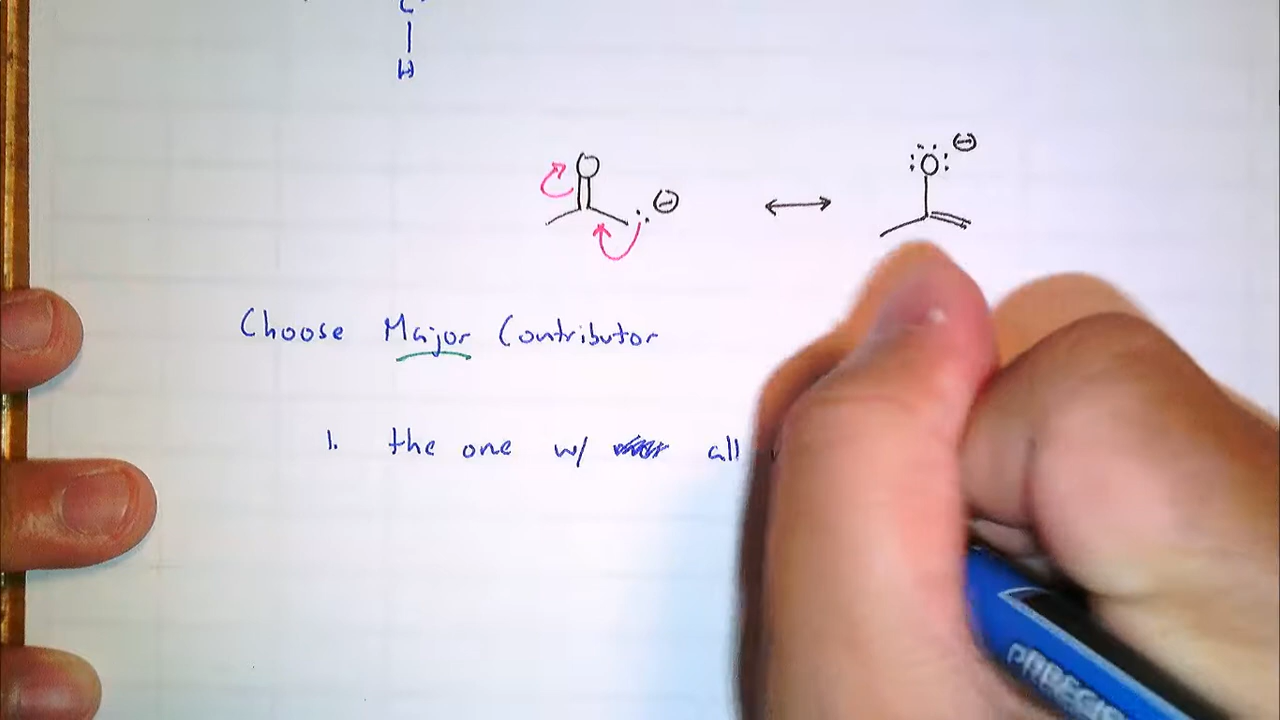 C
H
O
:O: ⊖
⊖
Choose Major Contributor
1. the one w/ all